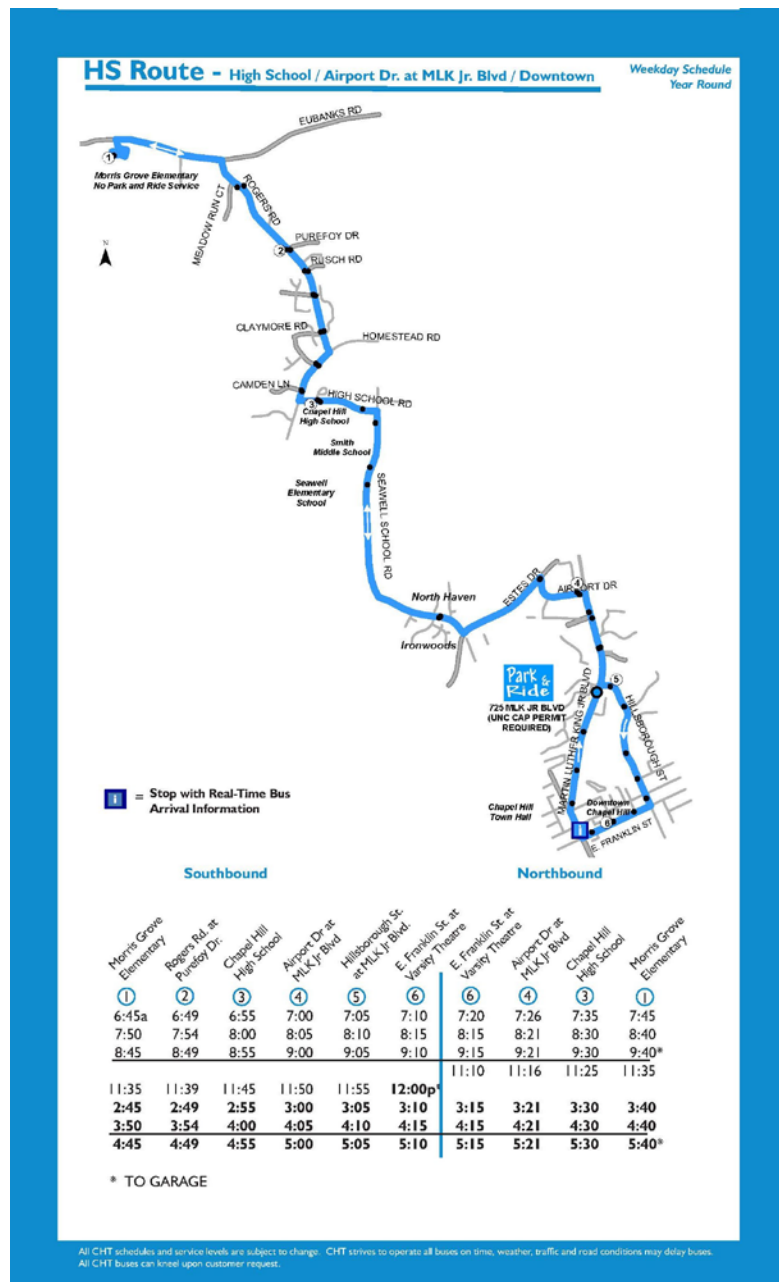 HS Route - High School / Airport Dr. at MLK Jr. Blvd / Downtown
Weekday Schedule
Year Round
EUBANKS RD
1
Morris Grove Elementary
No Park and Ride Service
MEADOW RUN CT
ROGERS RD
N
PUREFOY DR
2
RUSCH RD
CLAYMORE RD
HOMESTEAD RD
CAMDEN LN
HIGH SCHOOL RD
3
Chapel Hill
High School
Smith
Middle School
Seawell
Elementary
School
SEAWELL SCHOOL RD
North Haven
Ironwoods
ESTES DR
4
AIRPORT DR
Park &
Ride
725 MLK JR BLVD
(UNC CAP PERMIT
REQUIRED)
5
MARTIN LUTHER KING JR BLVD
HILLSBOROUGH ST
i = Stop with Real-Time Bus
Arrival Information
Chapel Hill
Town Hall
Downtown
Chapel Hill
6
i
E. FRANKLIN ST
Southbound Northbound
Morris Grove
Elementary
Rogers Rd. at
Purefoy Dr.
Chapel Hill
High School
Airport Dr at
MLK Jr Blvd
Hillsborough St.
at MLK Jr Blvd.
E. Franklin St. at
Varsity Theatre
E. Franklin St. at
Varsity Theatre
Airport Dr at
MLK Jr Blvd
Chapel Hill
High School
Morris Grove
Elementary
1 2 3 4 5 6 6 4 3 1
6:45a 6:49 6:55 7:00 7:05 7:10 7:20 7:26 7:35 7:45
7:50 7:54 8:00 8:05 8:10 8:15 8:15 8:21 8:30 8:40
8:45 8:49 8:55 9:00 9:05 9:10 9:15 9:21 9:30 9:40*
11:10 11:16 11:25 11:35
11:35 11:39 11:45 11:50 11:55 12:00p*
2:45 2:49 2:55 3:00 3:05 3:10 3:15 3:21 3:30 3:40
3:50 3:54 4:00 4:05 4:10 4:15 4:15 4:21 4:30 4:40
4:45 4:49 4:55 5:00 5:05 5:10 5:15 5:21 5:30 5:40*
* TO GARAGE
All CHT schedules and service levels are subject to change. CHT strives to operate all buses on time, weather, traffic and road conditions may delay buses.
All CHT buses can kneel upon customer request.